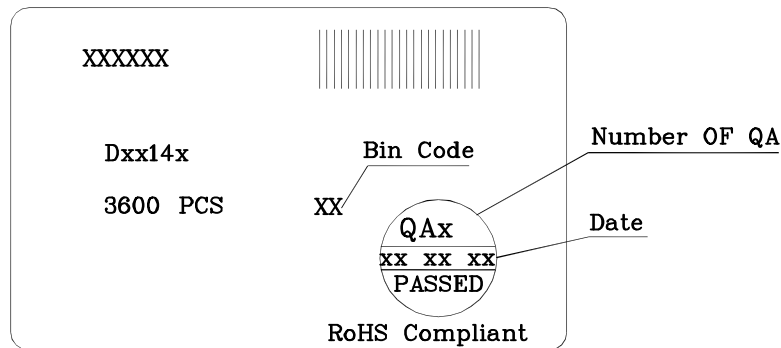 XXXXXX
Number OF QA
Dxx14x
Bin Code
3600 PCS
XX
QAx
Date
xx xx xx
PASSED
RoHS Compliant